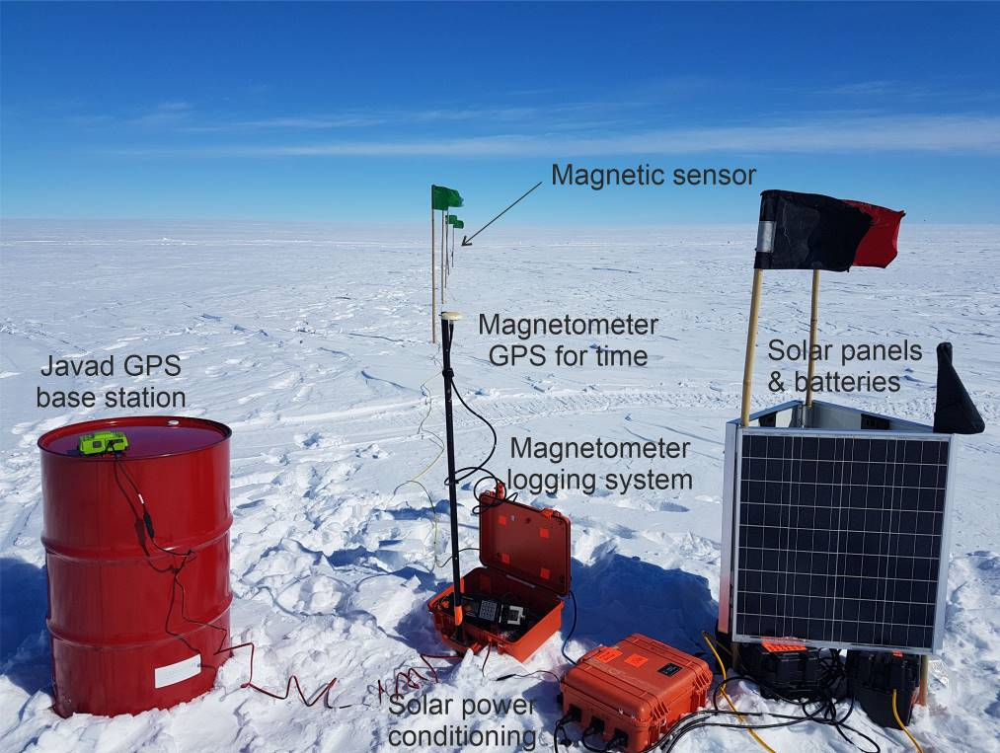 Magnetic sensor
Magnetometer
GPS for time
Solar panels
& batteries
Javad GPS
base station
Magnetometer
logging system
Solar power
conditioning